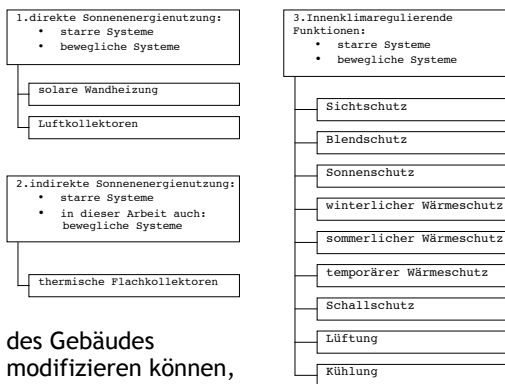 1.direkte Sonnenenergienutzung:
• starre Systeme
• bewegliche Systeme
solare Wandheizung
Luftkollektoren
2.indirekte Sonnenenergienutzung:
• starre Systeme
• in dieser Arbeit auch:
bewegliche Systeme
thermische Flachkollektoren
des Gebäudes
modifizieren können,
3.Innenklimaregulierende
Funktionen:
• starre Systeme
• bewegliche Systeme
Sichtschutz
Blendschutz
Sonnenschutz
winterlicher Wärmeschutz
sommerlicher Wärmeschutz
temporärer Wärmeschutz
Schallschutz
Lüftung
Kühlung